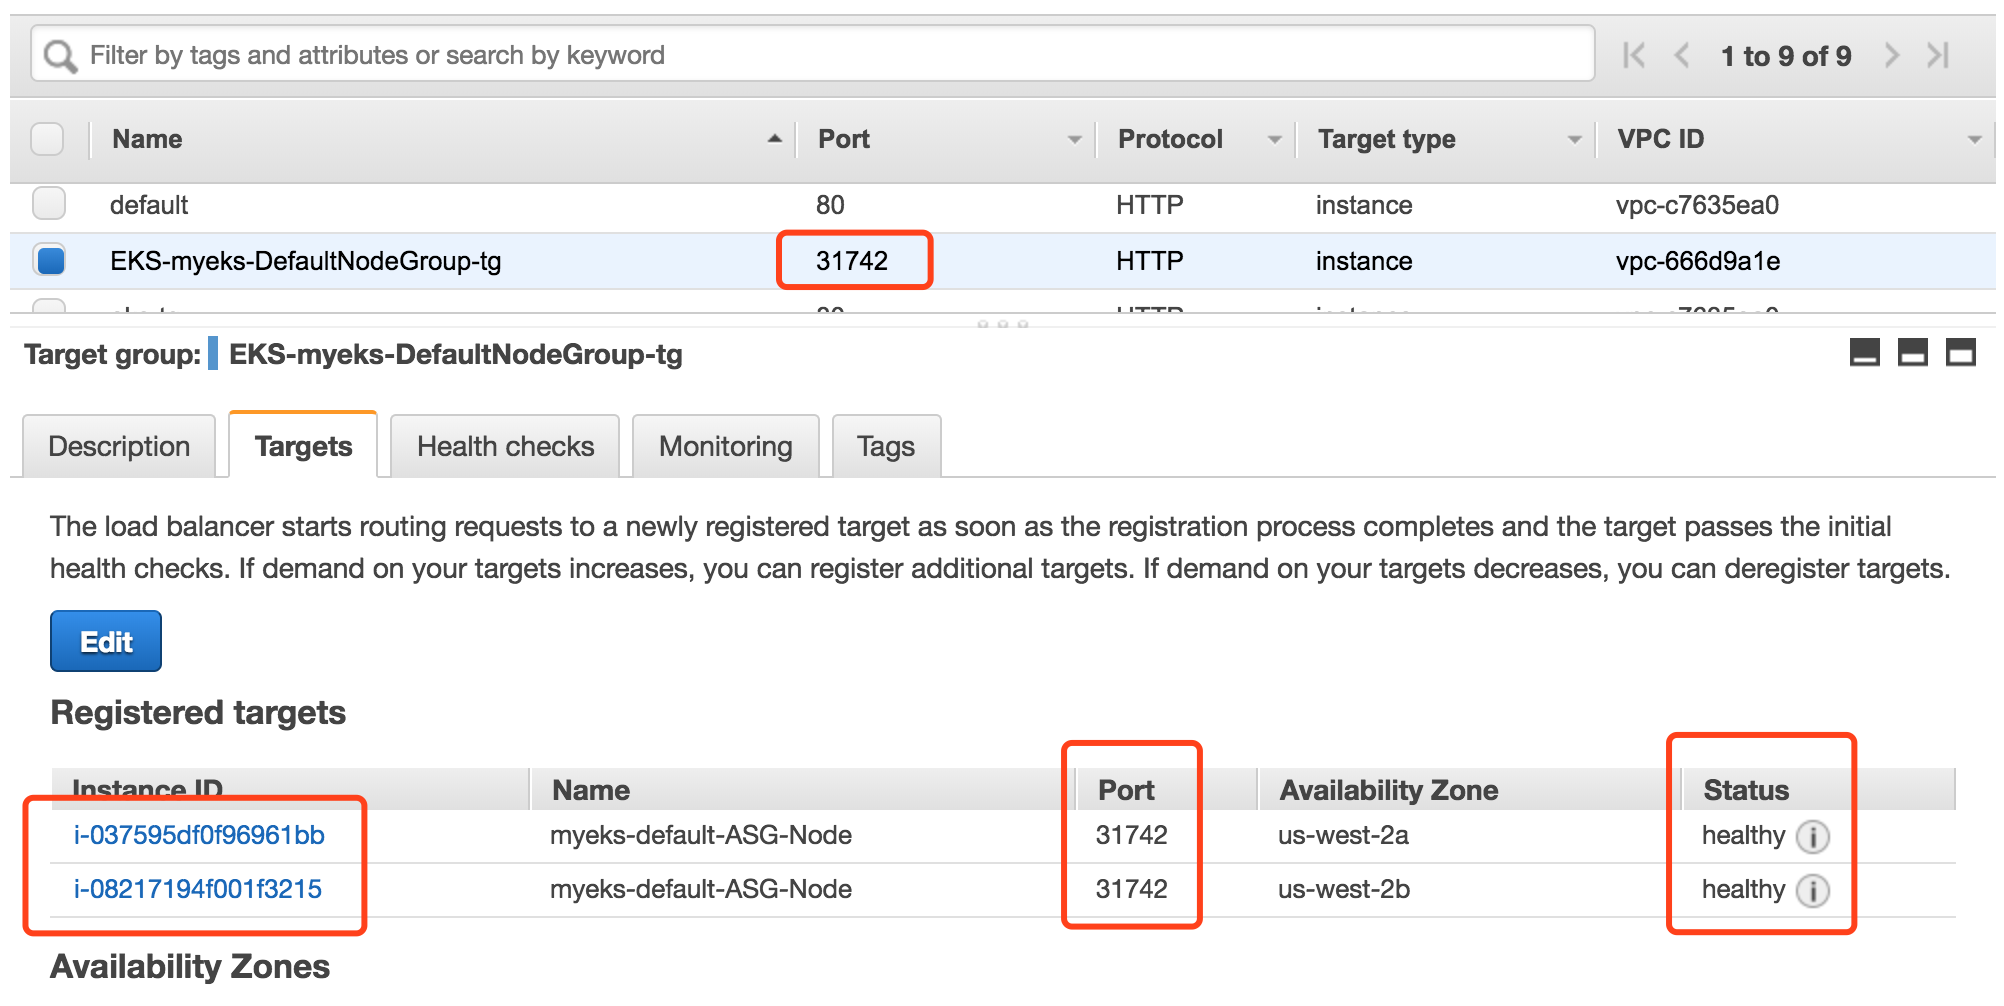 Filter by tags and attributes or search by keyword
1 to 9 of 9
Name Port Protocol Target type VPC ID
default 80 HTTP instance vpc-c7635ea0
EKS-myeks-DefaultNodeGroup-tg 31742 HTTP instance vpc-666d9a1e
Target group: EKS-myeks-DefaultNodeGroup-tg
Description Targets Health checks Monitoring Tags
The load balancer starts routing requests to a newly registered target as soon as the registration process completes and the target passes the initial
health checks. If demand on your targets increases, you can register additional targets. If demand on your targets decreases, you can deregister targets.
Edit
Registered targets
Instance ID Name Port Availability Zone Status
i-037595df0f96961bb myeks-default-ASG-Node 31742 us-west-2a healthy
i-08217194f001f3215 myeks-default-ASG-Node 31742 us-west-2b healthy
Availability Zones